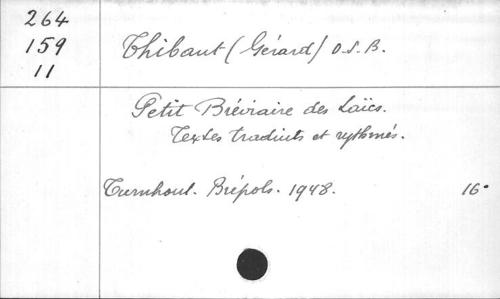 264
159
11
Thibaut (Gérard) O.S.B.
Petit Bréviaire des Laïcs.
Textes traduits et rythmés.
Turnhout. Brépols. 1948. 16°